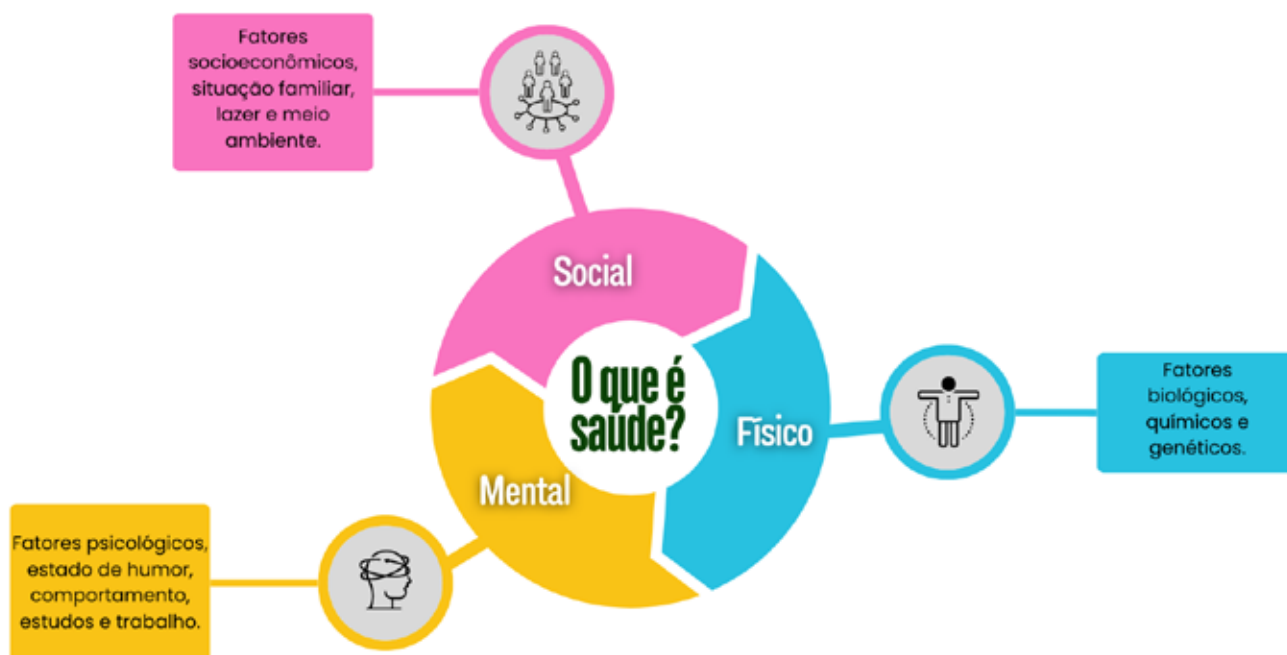 Fatores
socioeconômicos,
situação familiar,
lazer e meio
ambiente.
Social
O que é
saúde?
Físico
Fatores
biológicos,
químicos e
genéticos.
Mental
Fatores psicológicos,
estado de humor,
comportamento,
estudos e trabalho.